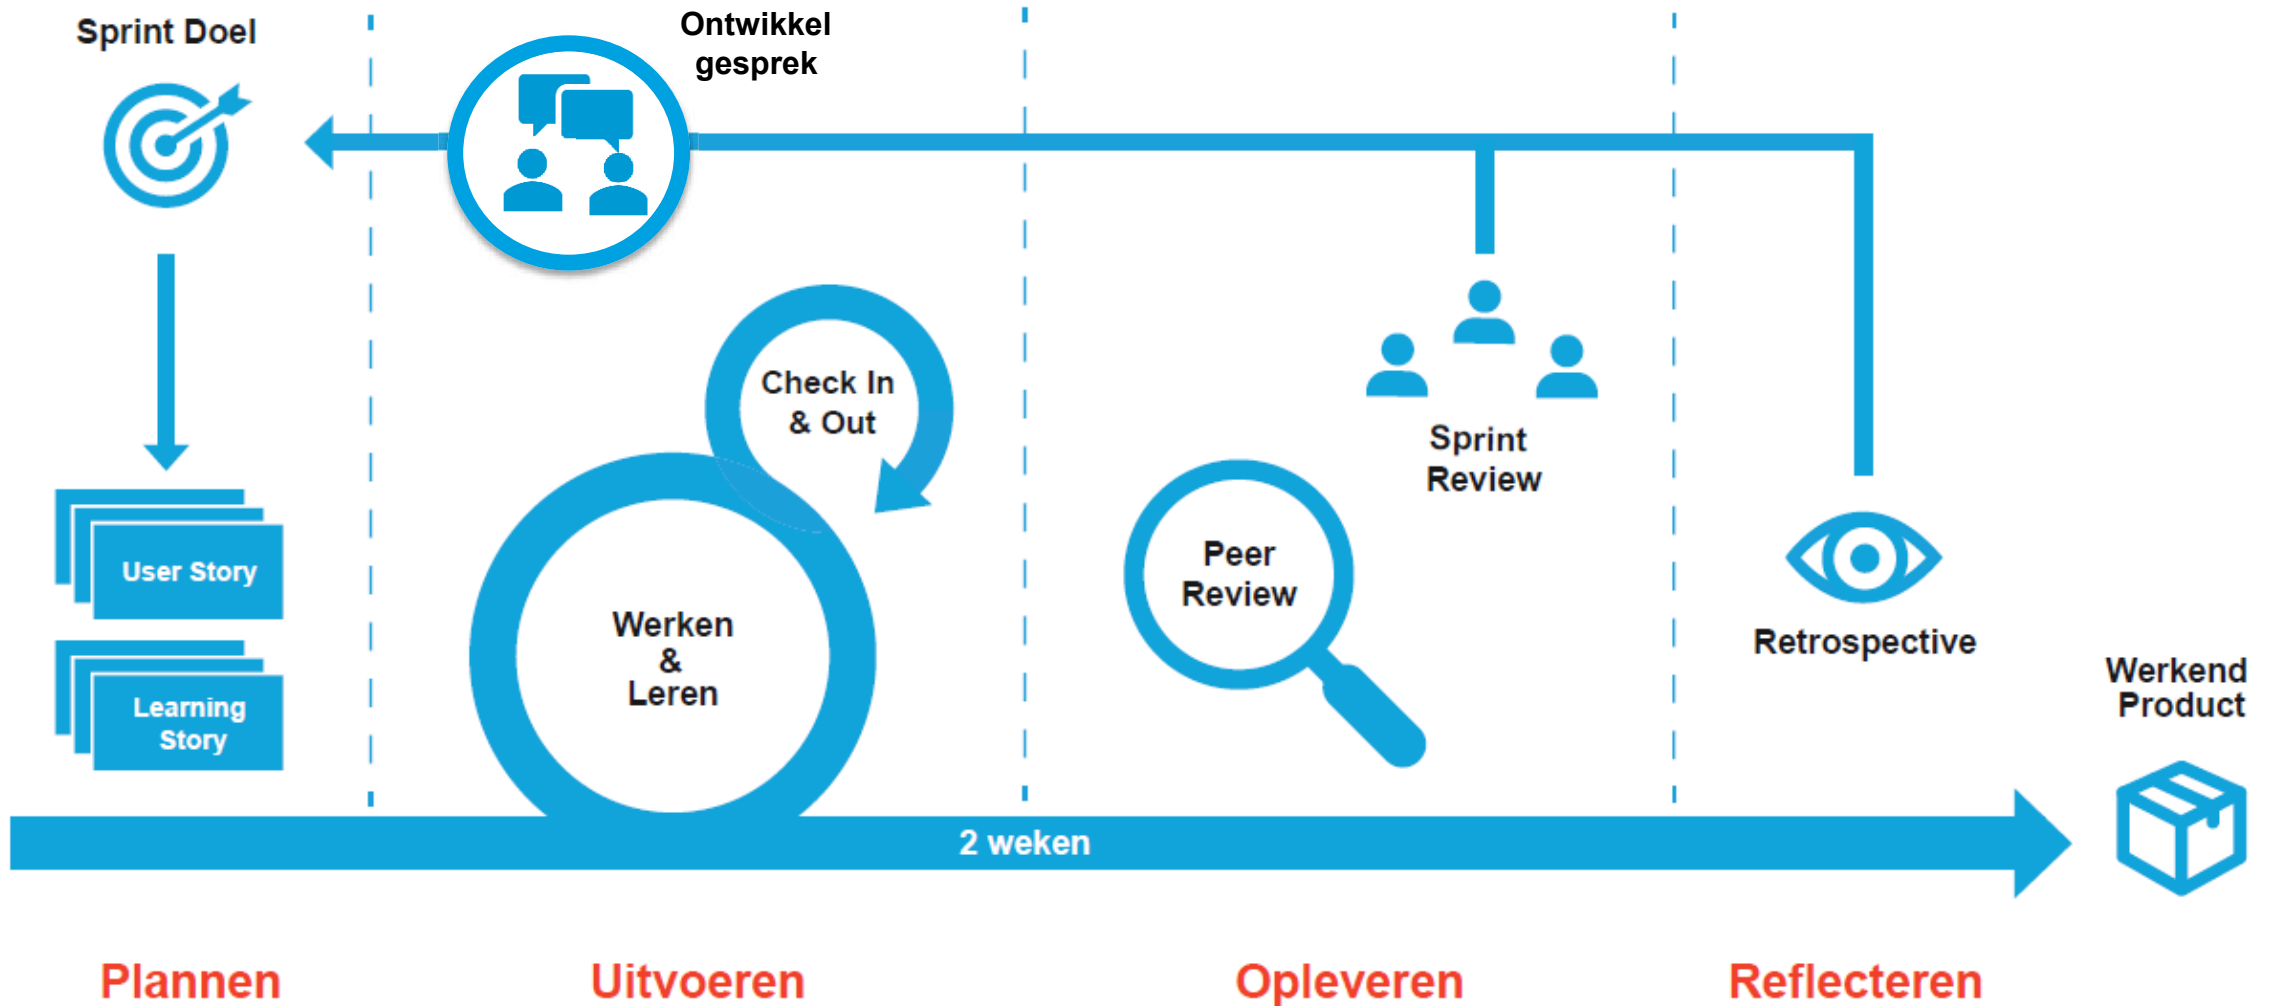 Sprint Doel
Ontwikkel
gesprek
Check In
& Out
Sprint
Review
User Story
Peer
Review
Werken
&
Leren
Retrospective
Learning
Story
Werkend
Product
2 weken
Plannen
Uitvoeren
Opleveren
Reflecteren